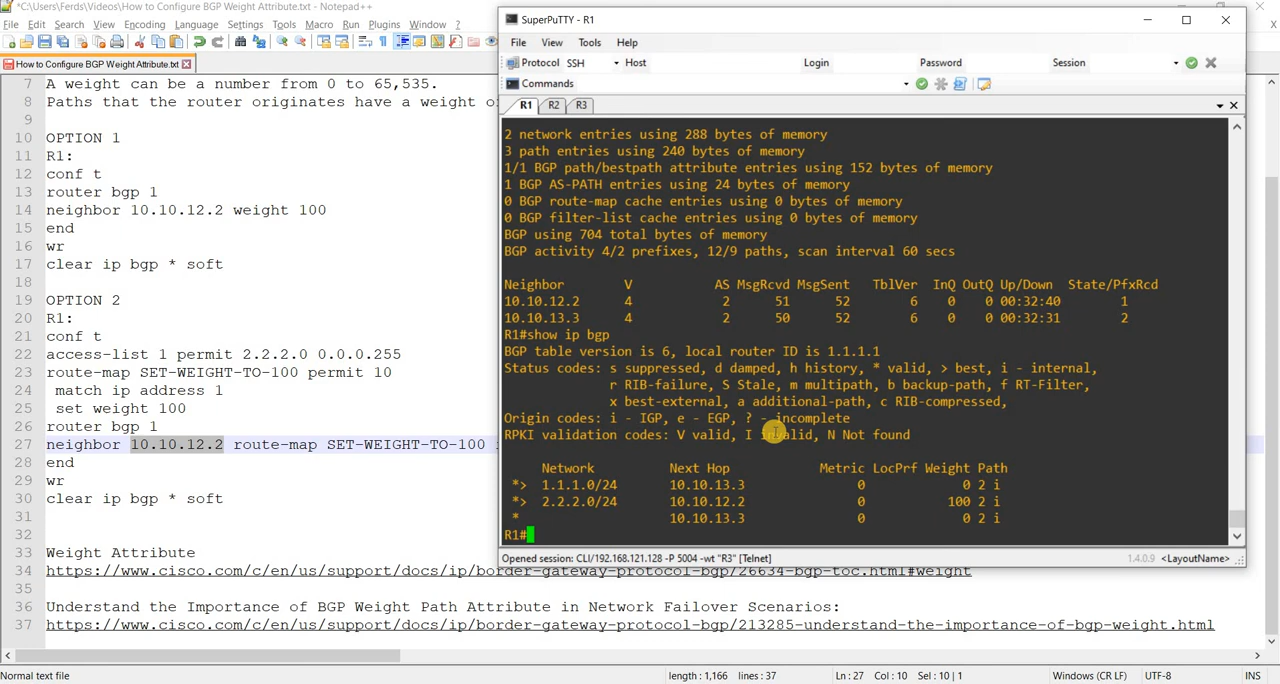 *C:\Users\Ferds\Videos\How to Configure BGP Weight Attribute.txt - Notepad++
File Edit Search View Encoding Language Settings Tools Macro Run Plugins Window ?
How to Configure BGP Weight Attribute.txt
7 A weight can be a number from 0 to 65,535.
8 Paths that the router originates have a weight
9
10 OPTION 1
11 R1:
12 conf t
13 router bgp 1
14 neighbor 10.10.12.2 weight 100
15 end
16 wr
17 clear ip bgp * soft
18
19 OPTION 2
20 R1:
21 conf t
22 access-list 1 permit 2.2.2.0 0.0.0.255
23 route-map SET-WEIGHT-TO-100 permit 10
24 match ip address 1
25 set weight 100
26 router bgp 1
27 neighbor 10.10.12.2 route-map SET-WEIGHT-TO-100
28 end
29 wr
30 clear ip bgp * soft
31
32
33 Weight Attribute
34 https://www.cisco.com/c/en/us/support/docs/ip/border-gateway-protocol-bgp/26634-bgp-toc.html#weight
35
36 Understand the Importance of BGP Weight Path Attribute in Network Failover Scenarios:
37 https://www.cisco.com/c/en/us/support/docs/ip/border-gateway-protocol-bgp/213285-understand-the-importance-of-bgp-weight.html
Normal text file length : 1,166 lines : 37 Ln : 27 Col : 10 Sel : 10 | 1 Windows (CR LF) UTF-8 INS
SuperPuTTY - R1
File View Tools Help
Protocol SSH Host Login Password Session
Commands
R1 R2 R3
2 network entries using 288 bytes of memory
3 path entries using 240 bytes of memory
1/1 BGP path/bestpath attribute entries using 152 bytes of memory
1 BGP AS-PATH entries using 24 bytes of memory
0 BGP route-map cache entries using 0 bytes of memory
0 BGP filter-list cache entries using 0 bytes of memory
BGP using 704 total bytes of memory
BGP activity 4/2 prefixes, 12/9 paths, scan interval 60 secs
Neighbor V AS MsgRcvd MsgSent TblVer InQ OutQ Up/Down State/PfxRcd
10.10.12.2 4 2 51 52 6 0 0 00:32:40 1
10.10.13.3 4 2 50 52 6 0 0 00:32:31 2
R1#show ip bgp
BGP table version is 6, local router ID is 1.1.1.1
Status codes: s suppressed, d damped, h history, * valid, > best, i - internal,
r RIB-failure, S Stale, m multipath, b backup-path, f RT-Filter,
x best-external, a additional-path, c RIB-compressed,
Origin codes: i - IGP, e - EGP, ? - incomplete
RPKI validation codes: V valid, I invalid, N Not found
Network Next Hop Metric LocPrf Weight Path
*> 1.1.1.0/24 10.10.13.3 0 0 2 i
*> 2.2.2.0/24 10.10.12.2 0 100 2 i
* 10.10.13.3 0 0 2 i
R1#
Opened session: CLI/192.168.121.128 -P 5004 -wt "R3" [Telnet] 1.4.0.9 <LayoutName>